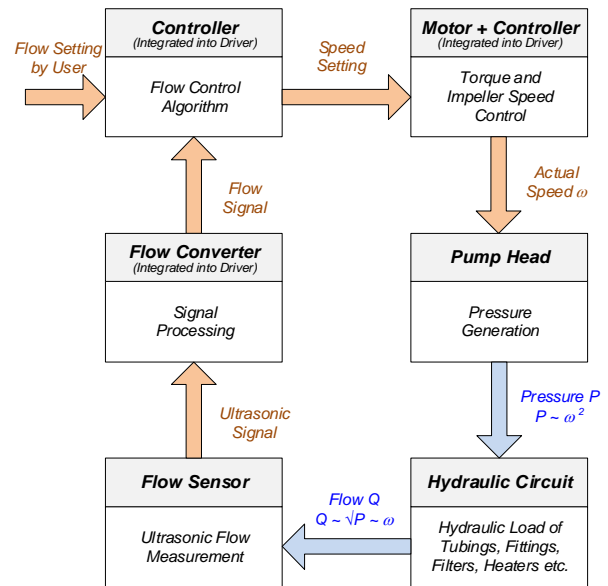 Flow Setting
by User
Controller
(Integrated into Driver)
Flow Control
Algorithm
Speed
Setting
Motor + Controller
(Integrated into Driver)
Torque and
Impeller Speed
Control
Actual
Speed ω
Pump Head
Pressure
Generation
Pressure P
P ~ ω²
Hydraulic Circuit
Hydraulic Load of
Tubings, Fittings,
Filters, Heaters etc.
Flow Q
Q ~ √P ~ ω
Flow Sensor
Ultrasonic Flow
Measurement
Ultrasonic
Signal
Flow Converter
(Integrated into Driver)
Signal
Processing
Flow
Signal